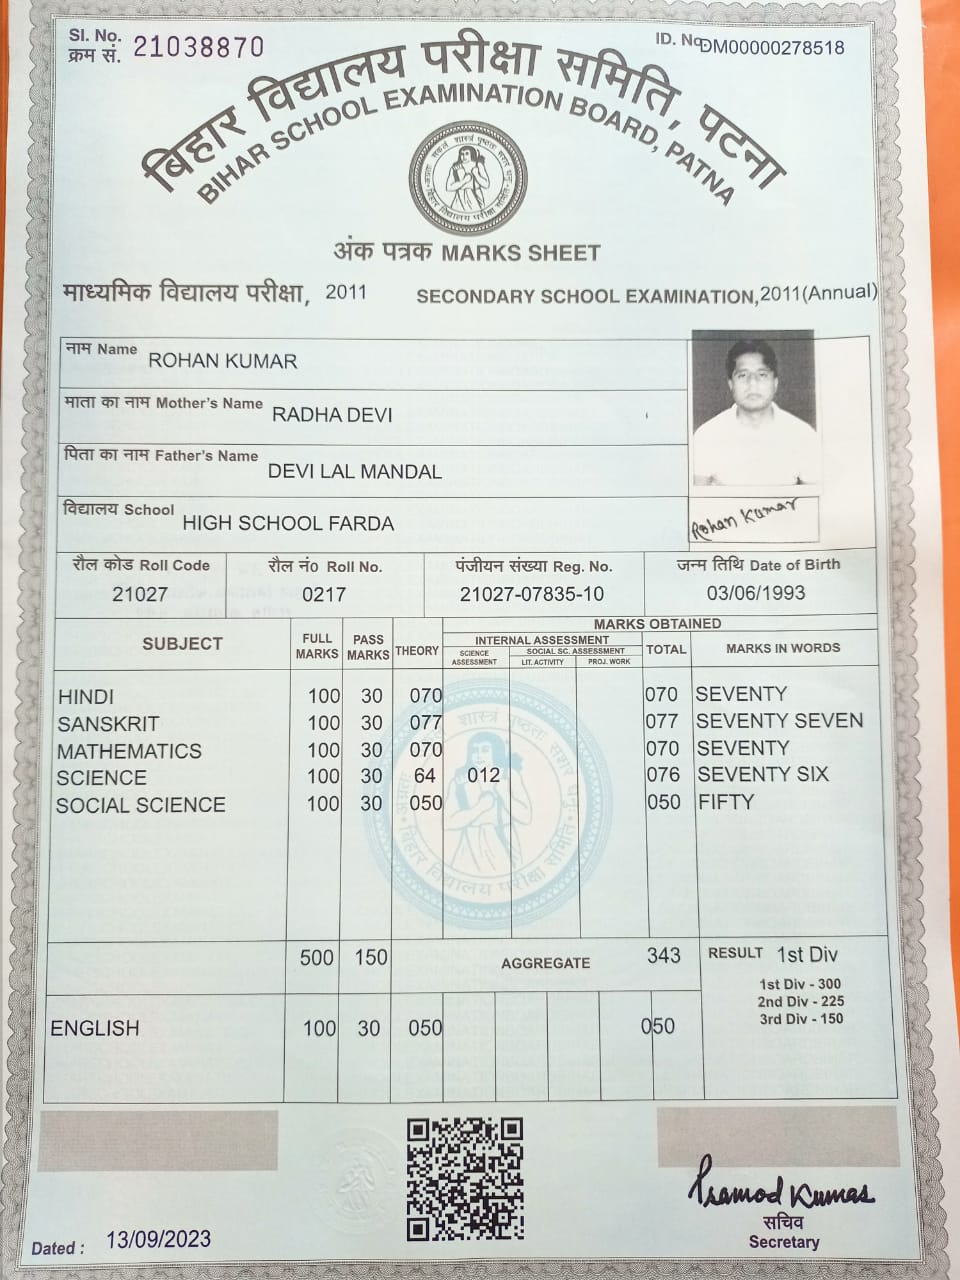 Sl. No. 21038870
क्रम सं.
ID. No. DM00000278518
बिहार विद्यालय परीक्षा समिति, पटना
BIHAR SCHOOL EXAMINATION BOARD, PATNA
बिहार विद्यालय परीक्षा समिति
अंक पत्रक MARKS SHEET
माध्यमिक विद्यालय परीक्षा, 2011 SECONDARY SCHOOL EXAMINATION, 2011(Annual)
नाम Name ROHAN KUMAR
माता का नाम Mother's Name RADHA DEVI
पिता का नाम Father's Name DEVI LAL MANDAL
विद्यालय School HIGH SCHOOL FARDA
Rohan Kumar
रौल कोड Roll Code रौल नं0 Roll No. पंजीयन संख्या Reg. No. जन्म तिथि Date of Birth
21027 0217 21027-07835-10 03/06/1993
SUBJECT FULL MARKS PASS MARKS THEORY MARKS OBTAINED
INTERNAL ASSESSMENT TOTAL MARKS IN WORDS
SCIENCE ASSESSMENT SOCIAL SC. ASSESSMENT
LIT. ACTIVITY PROJ. WORK
HINDI 100 30 070 070 SEVENTY
SANSKRIT 100 30 077 077 SEVENTY SEVEN
MATHEMATICS 100 30 070 070 SEVENTY
SCIENCE 100 30 64 012 076 SEVENTY SIX
SOCIAL SCIENCE 100 30 050 050 FIFTY
बिहार विद्यालय परीक्षा समिति
500 150 AGGREGATE 343 RESULT 1st Div
1st Div - 300
2nd Div - 225
3rd Div - 150
ENGLISH 100 30 050 050
Pramod Kumar
सचिव
Secretary
Dated : 13/09/2023